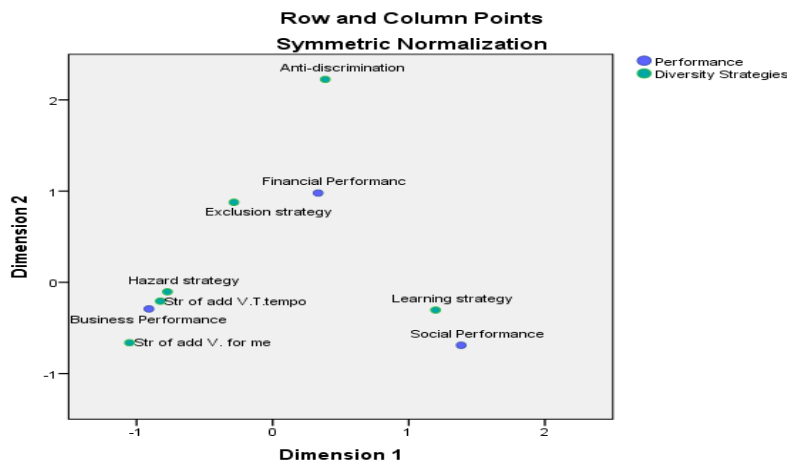 Row and Column Points
Symmetric Normalization
Performance
Diversity Strategies
Anti-discrimination
Financial Performanc
Exclusion strategy
Hazard strategy
Str of add V.T.tempo
Business Performance
Str of add V. for me
Learning strategy
Social Performance
2
1
0
-1
Dimension 2
-1
0
1
2
Dimension 1